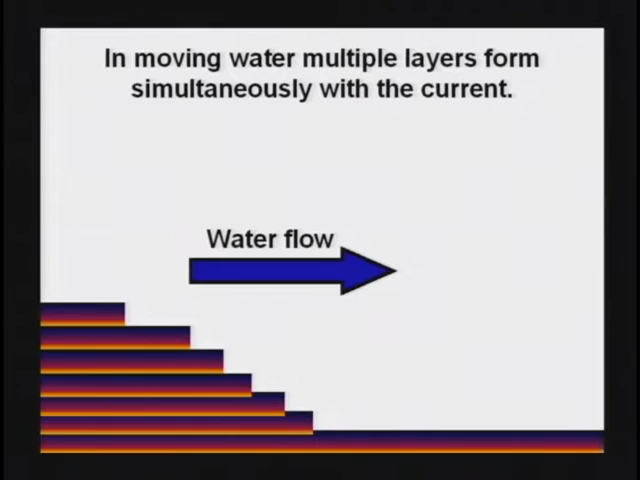 In moving water multiple layers form
simultaneously with the current.
Water flow